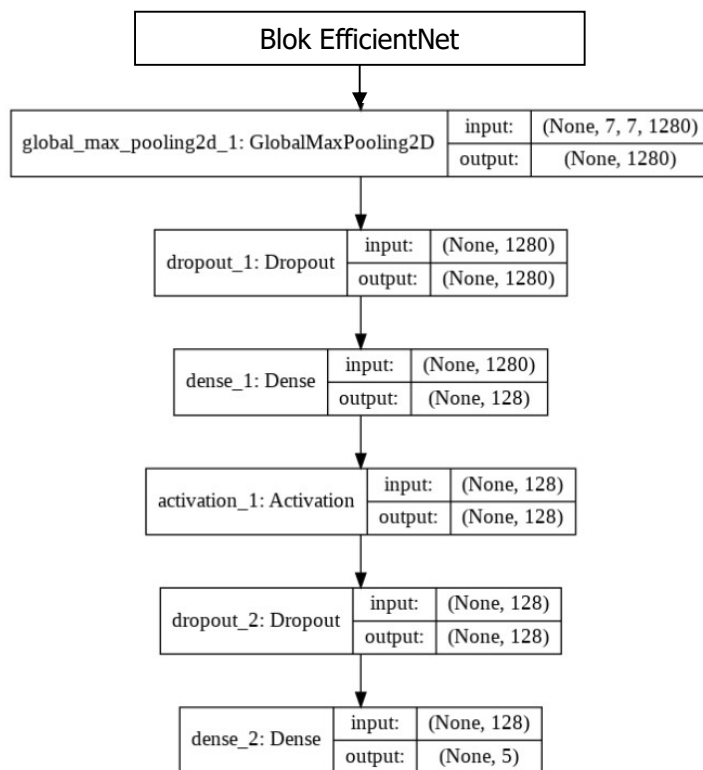 Blok EfficientNet
global_max_pooling2d_1: GlobalMaxPooling2D
input: (None, 7, 7, 1280)
output: (None, 1280)
dropout_1: Dropout
input: (None, 1280)
output: (None, 1280)
dense_1: Dense
input: (None, 1280)
output: (None, 128)
activation_1: Activation
input: (None, 128)
output: (None, 128)
dropout_2: Dropout
input: (None, 128)
output: (None, 128)
dense_2: Dense
input: (None, 128)
output: (None, 5)